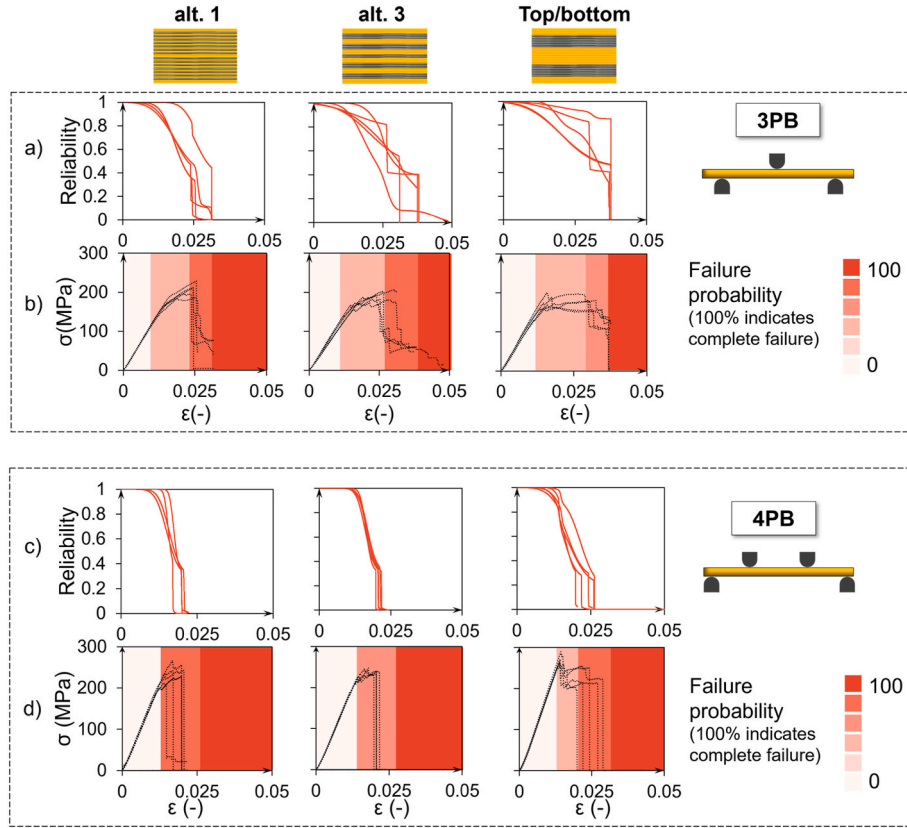 alt. 1 alt. 3 Top/bottom
a)
Reliability
1
0.8
0.6
0.4
0.2
0
0 0.025 0.05 0 0.025 0.05 0 0.025 0.05
3PB
b)
σ(MPa)
300
200
100
0
0 0.025 0.05 0 0.025 0.05 0 0.025 0.05
ε(-) ε(-) ε(-)
Failure
probability
(100% indicates
complete failure)
100
0
c)
Reliability
1
0.8
0.6
0.4
0.2
0
0 0.025 0.05 0 0.025 0.05 0 0.025 0.05
4PB
d)
σ (MPa)
300
200
100
0
0 0.025 0.05 0 0.025 0.05 0 0.025 0.05
ε(-) ε(-) ε(-)
Failure
probability
(100% indicates
complete failure)
100
0